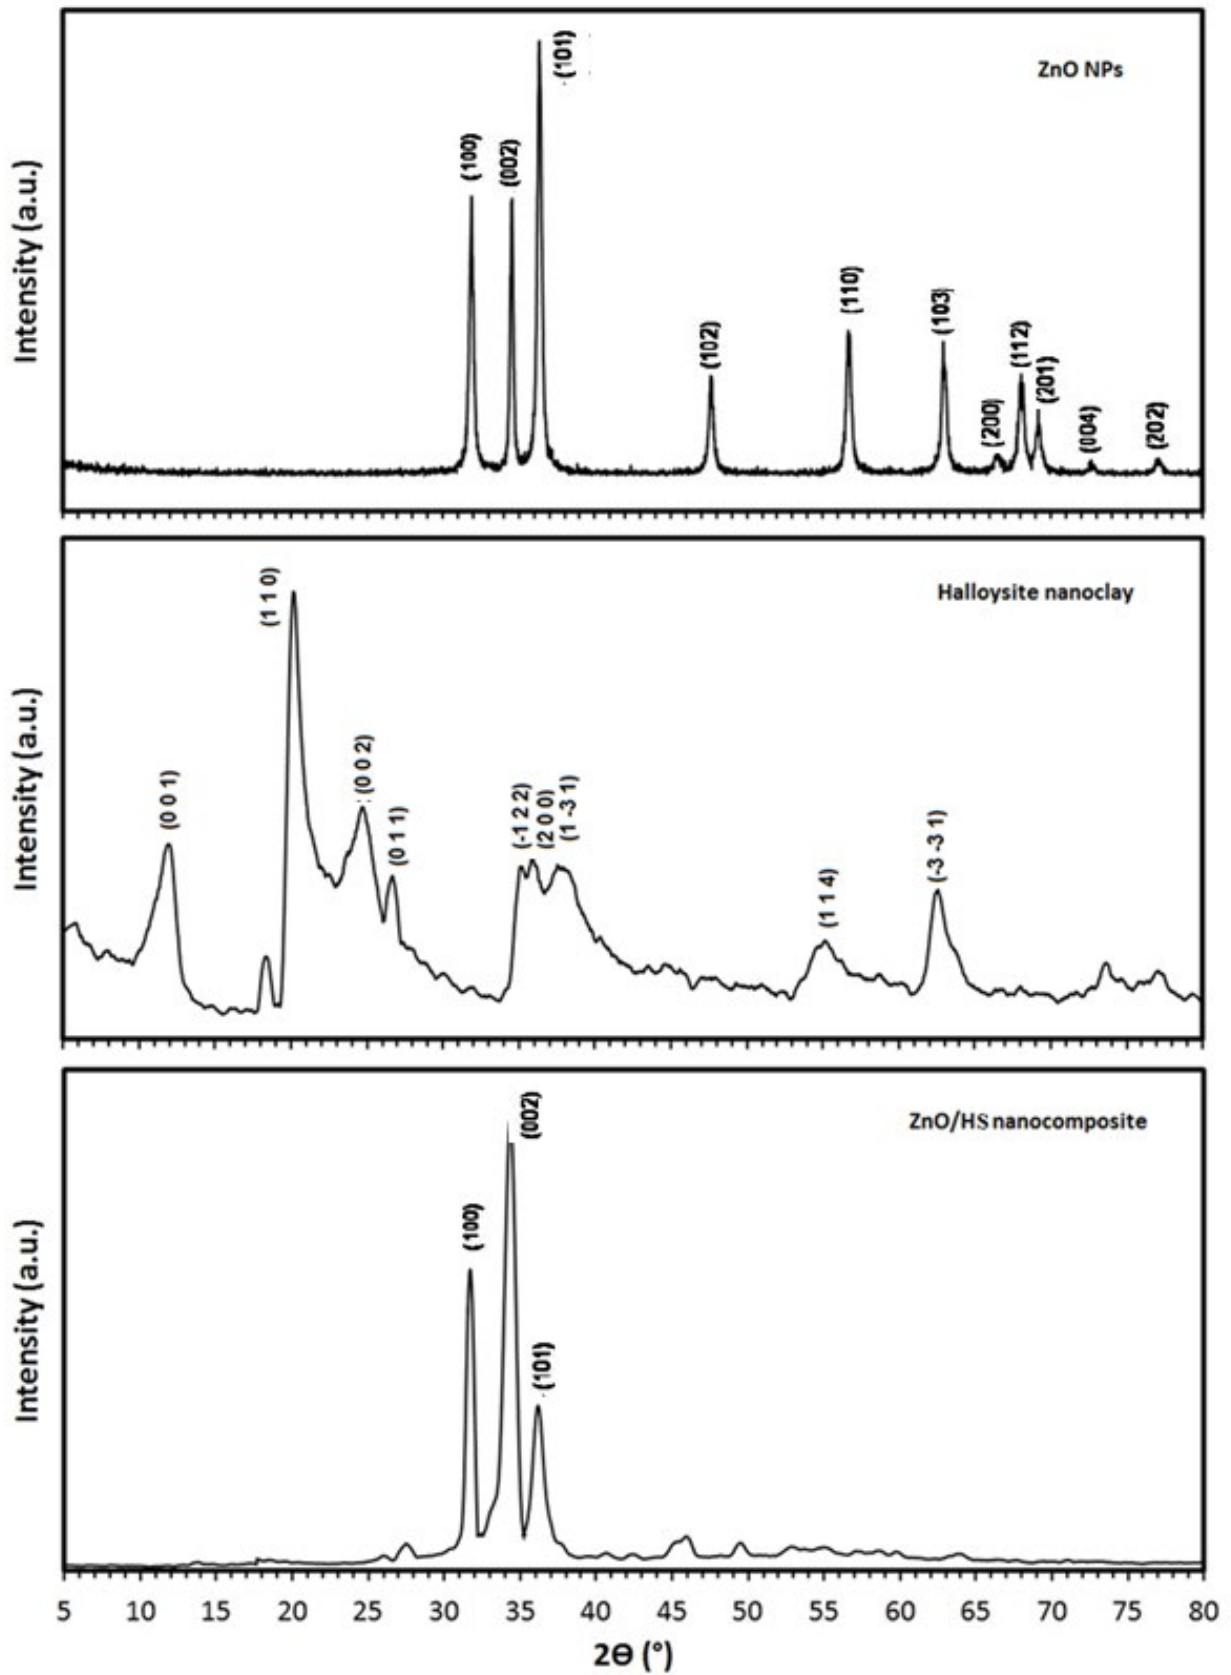 ZnO NPs
Intensity (a.u.)
(100)
(002)
(101)
(102)
(110)
(103)
(200)
(112)
(201)
(004)
(202)
Halloysite nanoclay
Intensity (a.u.)
(0 0 1)
(1 1 0)
(0 0 2)
(0 1 1)
(-1 2 2)
(2 0 0)
(1 -3 1)
(1 1 4)
(-3 -3 1)
ZnO/HS nanocomposite
Intensity (a.u.)
(100)
(002)
(101)
5 10 15 20 25 30 35 40 45 50 55 60 65 70 75 80
2Θ (°)